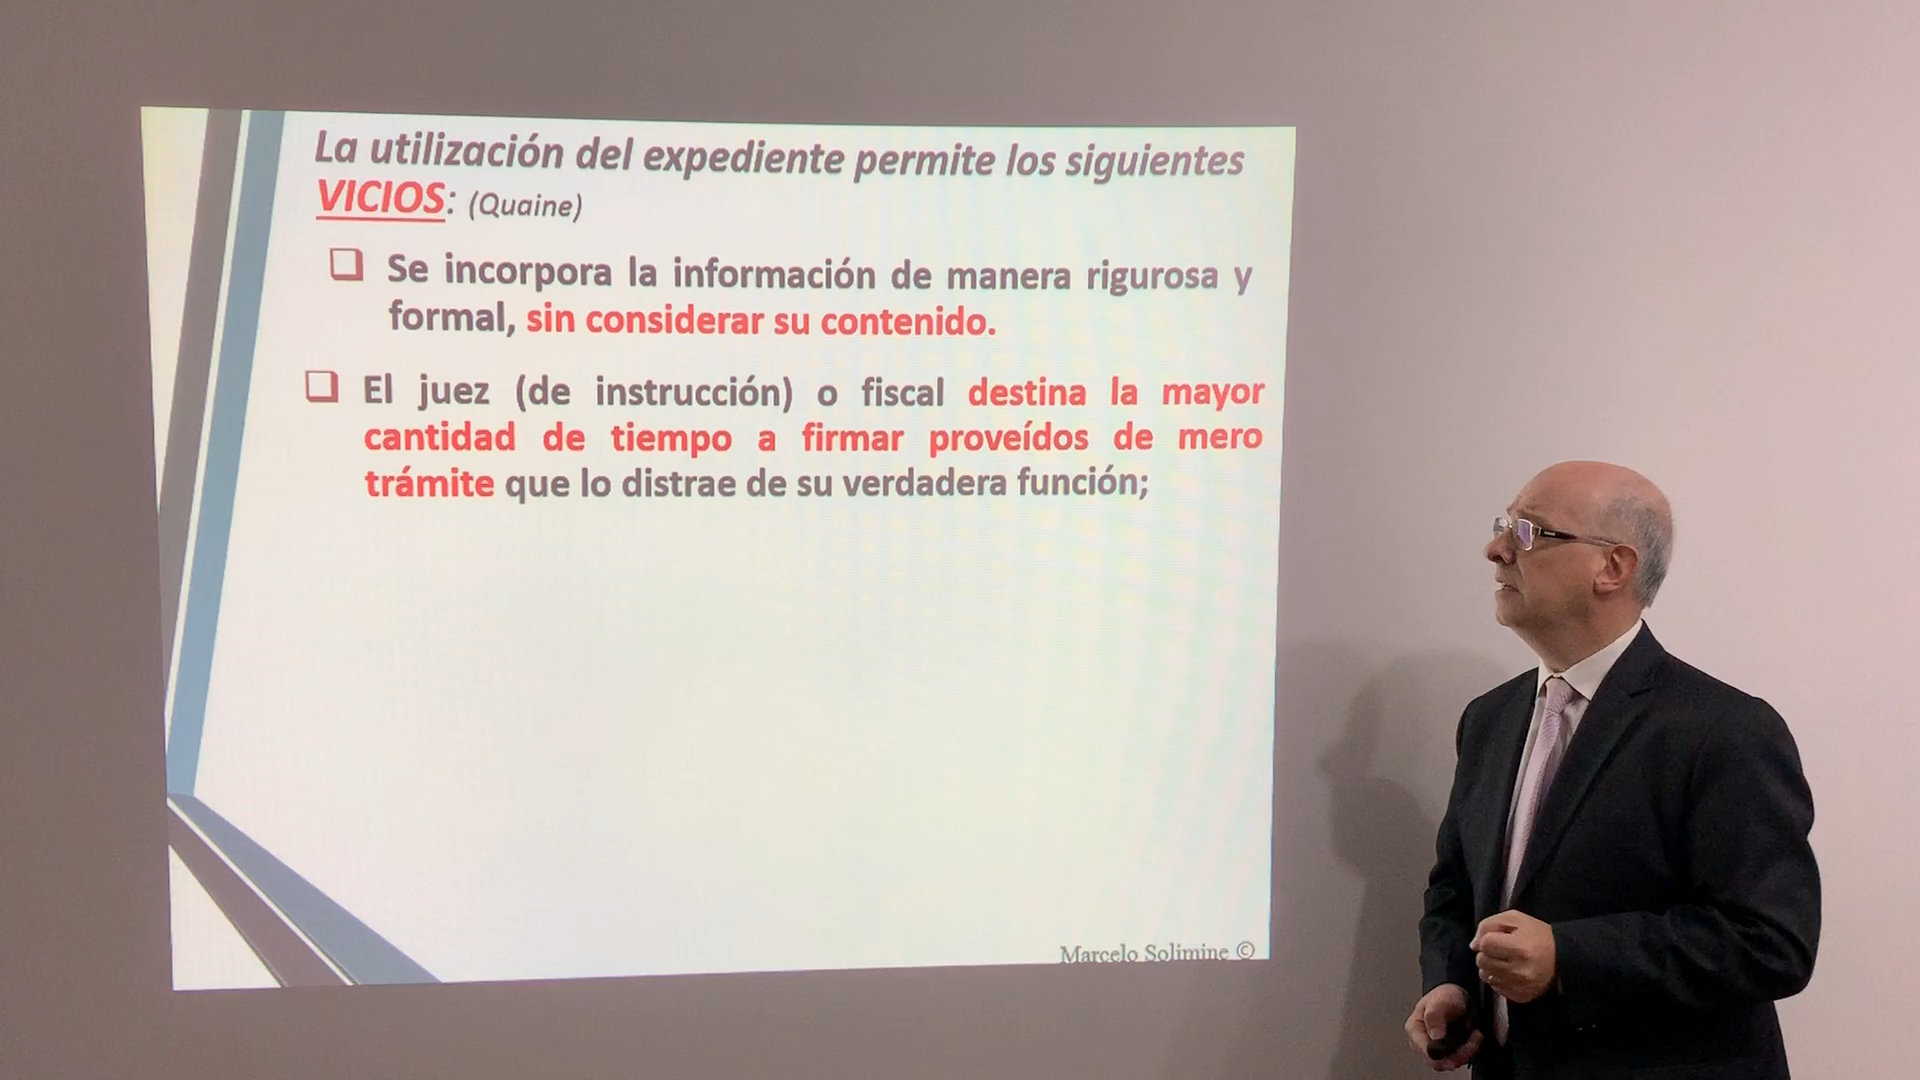 La utilización del expediente permite los siguientes
VICIOS: (Quaine)
❑ Se incorpora la información de manera rigurosa y
formal, sin considerar su contenido.
❑ El juez (de instrucción) o fiscal destina la mayor
cantidad de tiempo a firmar proveídos de mero
trámite que lo distrae de su verdadera función;
Marcelo Solimine ©